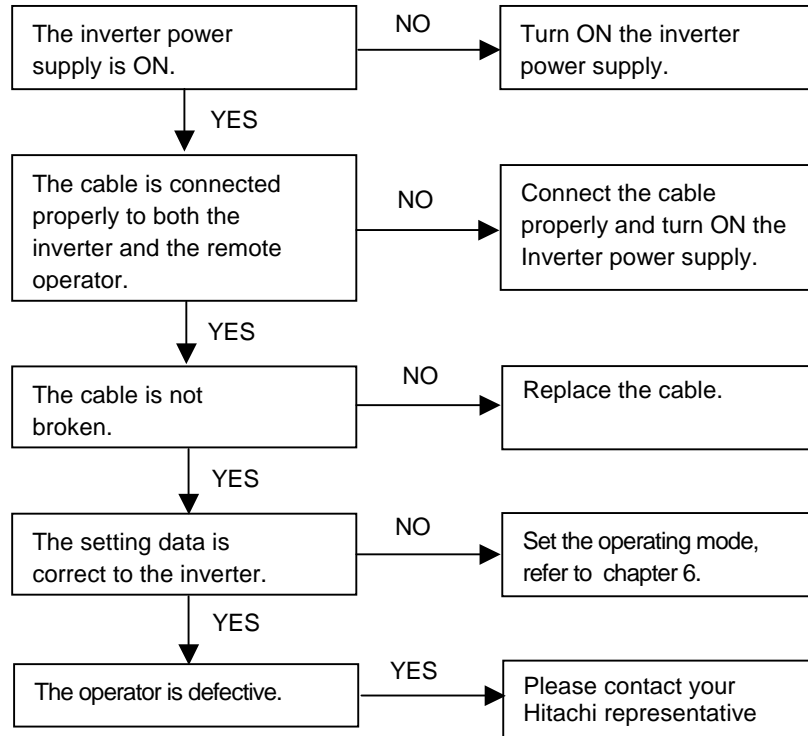 The inverter power
supply is ON.
NO
Turn ON the inverter
power supply.
YES
The cable is connected
properly to both the
inverter and the remote
operator.
NO
Connect the cable
properly and turn ON the
Inverter power supply.
YES
The cable is not
broken.
NO
Replace the cable.
YES
The setting data is
correct to the inverter.
NO
Set the operating mode,
refer to chapter 6.
YES
The operator is defective.
YES
Please contact your
Hitachi representative